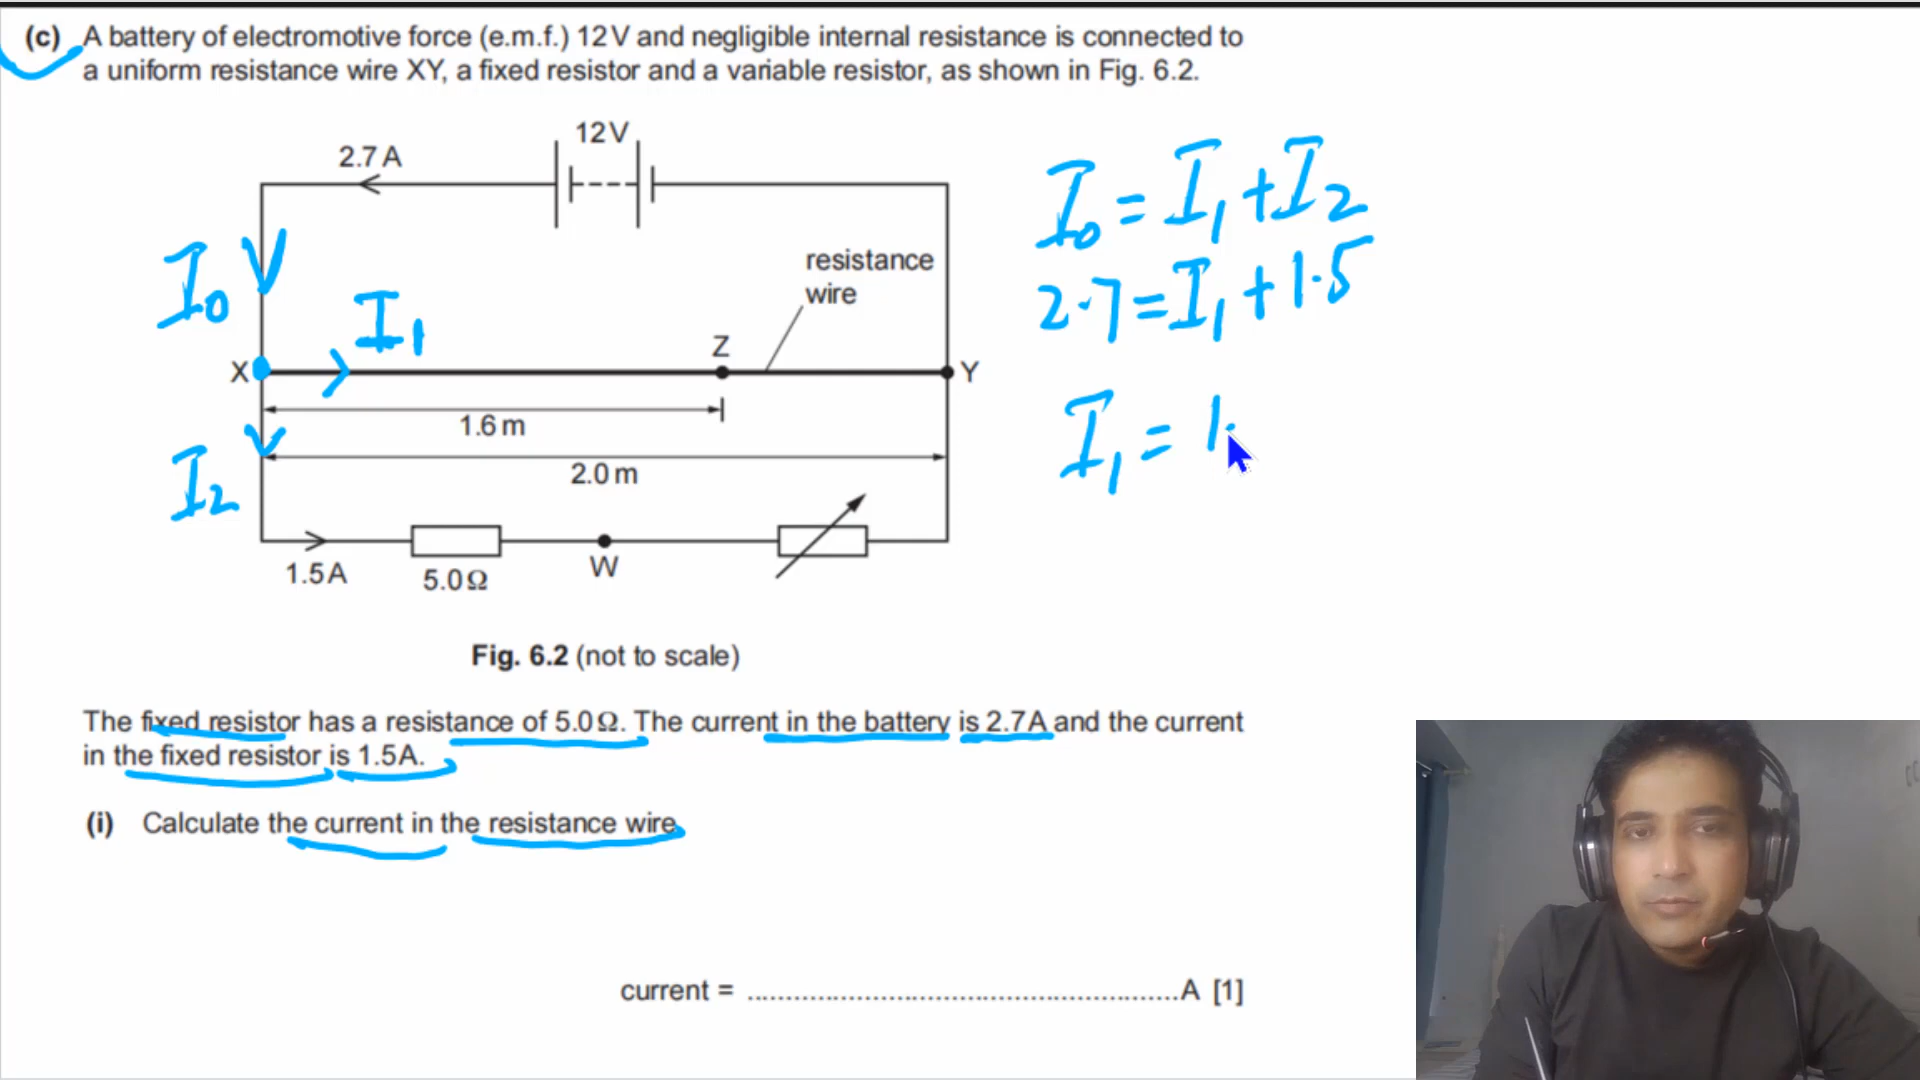 (c) A battery of electromotive force (e.m.f.) 12V and negligible internal resistance is connected to
a uniform resistance wire XY, a fixed resistor and a variable resistor, as shown in Fig. 6.2.
12V
2.7A
I₀ = I₁ + I₂
resistance
wire
I₀
2.7 = I₁ + 1.5
I₁
Z
X
Y
1.6m
I₁ = 1.
2.0m
I₂
1.5A
5.0Ω
W
Fig. 6.2 (not to scale)
The fixed resistor has a resistance of 5.0Ω. The current in the battery is 2.7A and the current
in the fixed resistor is 1.5A.
(i) Calculate the current in the resistance wire.
current = ........................................................A [1]